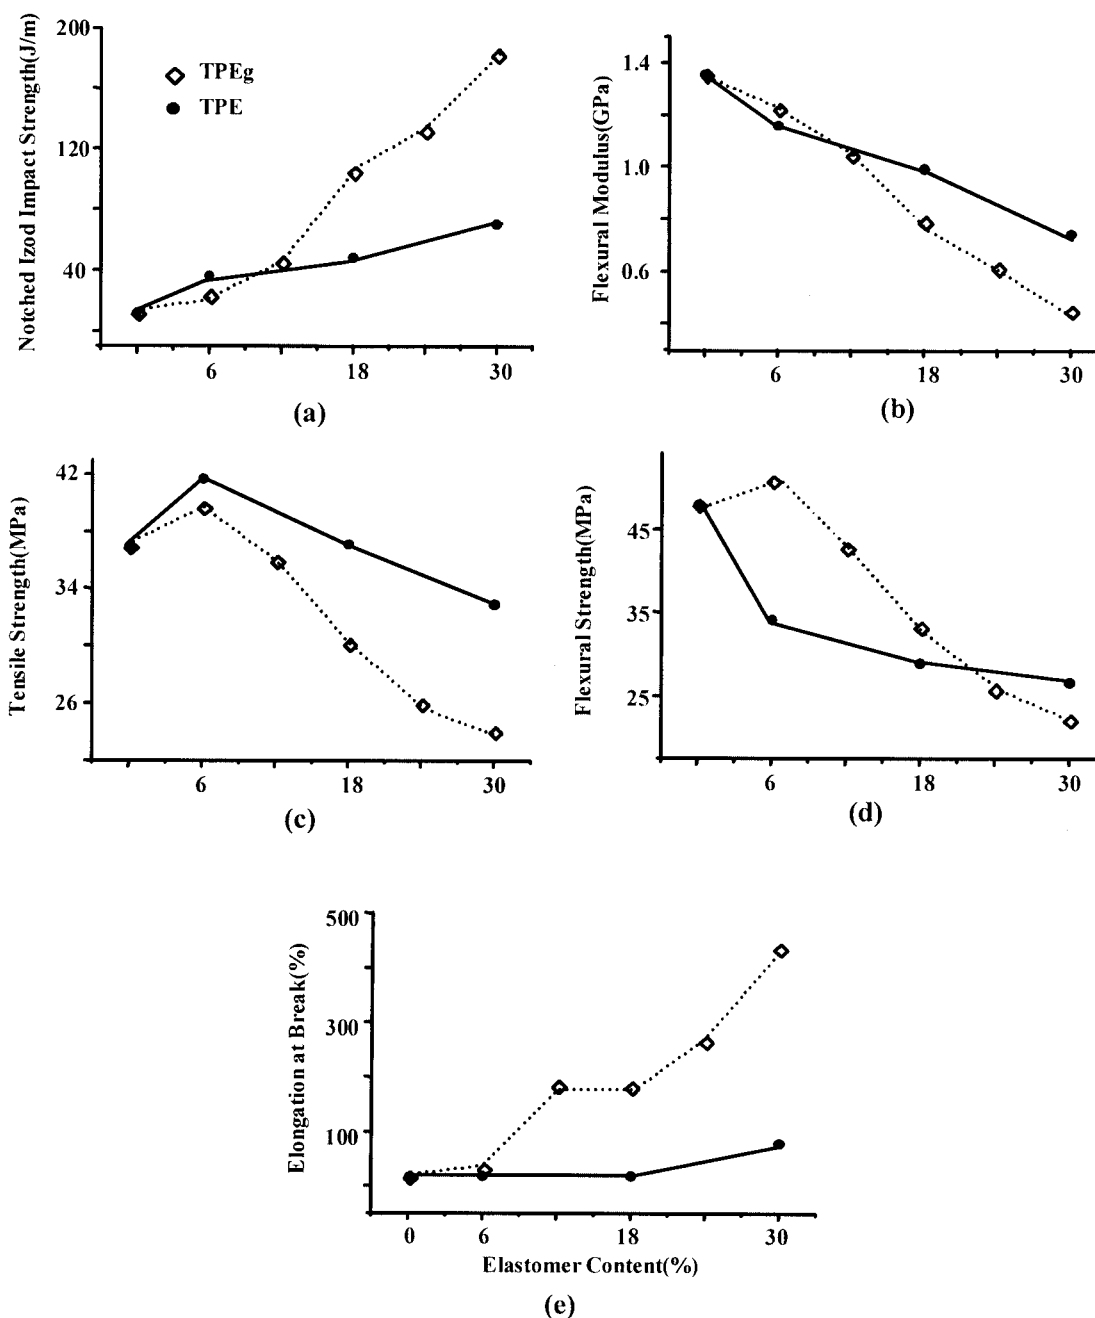 Notched Izod Impact Strength(J/m)
200
120
40
TPEg
TPE
6 18 30
(a)
Flexural Modulus(GPa)
1.4
1.0
0.6
6 18 30
(b)
Tensile Strength(MPa)
42
34
26
6 18 30
(c)
Flexural Strength(MPa)
45
35
25
6 18 30
(d)
Elongation at Break(%)
500
300
100
0 6 18 30
Elastomer Content(%)
(e)